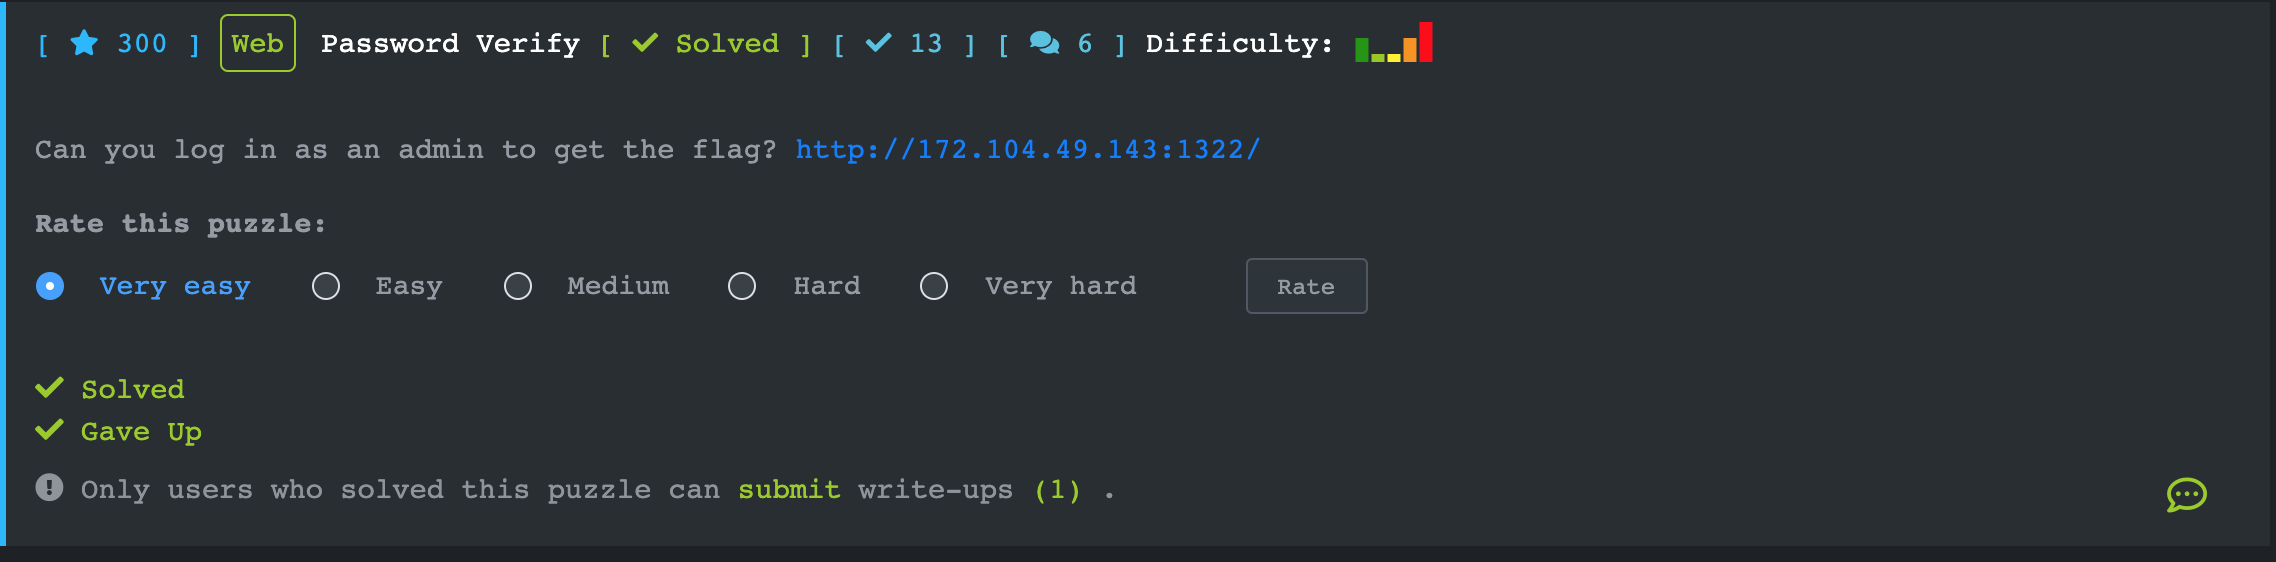 [ 300 ] Web Password Verify [ Solved ] [ 13 ] [ 6 ] Difficulty:
Can you log in as an admin to get the flag? http://172.104.49.143:1322/
Rate this puzzle:
Very easy Easy Medium Hard Very hard Rate
Solved
Gave Up
Only users who solved this puzzle can submit write-ups (1) .